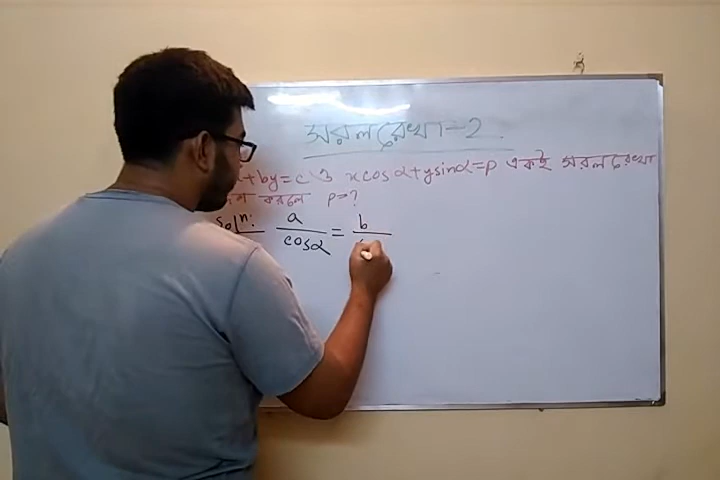 সরলরেখা-2.
+by=c ও xcosα+ysinα=p একই সরলরেখা
করলে p=?
Solⁿ: a/cosα = b/